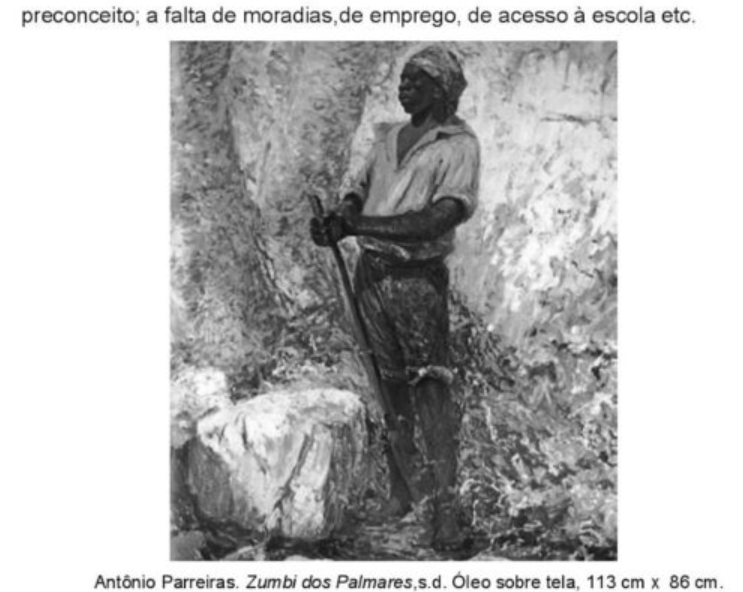 preconceito; a falta de moradias,de emprego, de acesso à escola etc.
Antônio Parreiras. Zumbi dos Palmares,s.d. Óleo sobre tela, 113 cm x 86 cm.